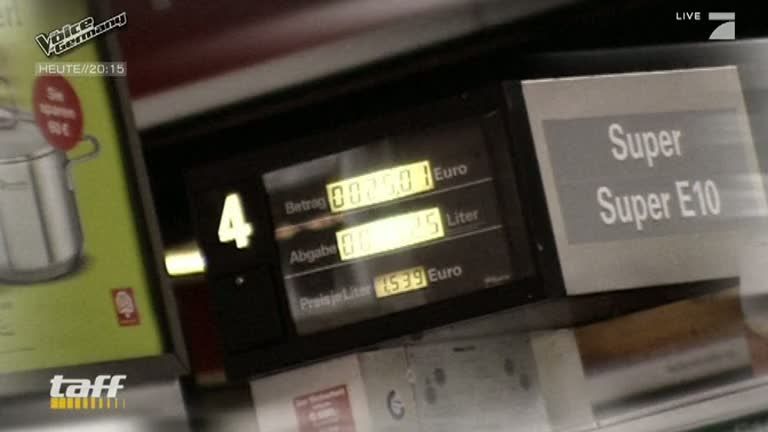 the Voice
of Germany
HEUTE//20:15
LIVE
Sie
sparen
60 €
4
Betrag 0025.01 Euro
Abgabe Liter
Preis je Liter 1.539 Euro
Super
Super E10
taff